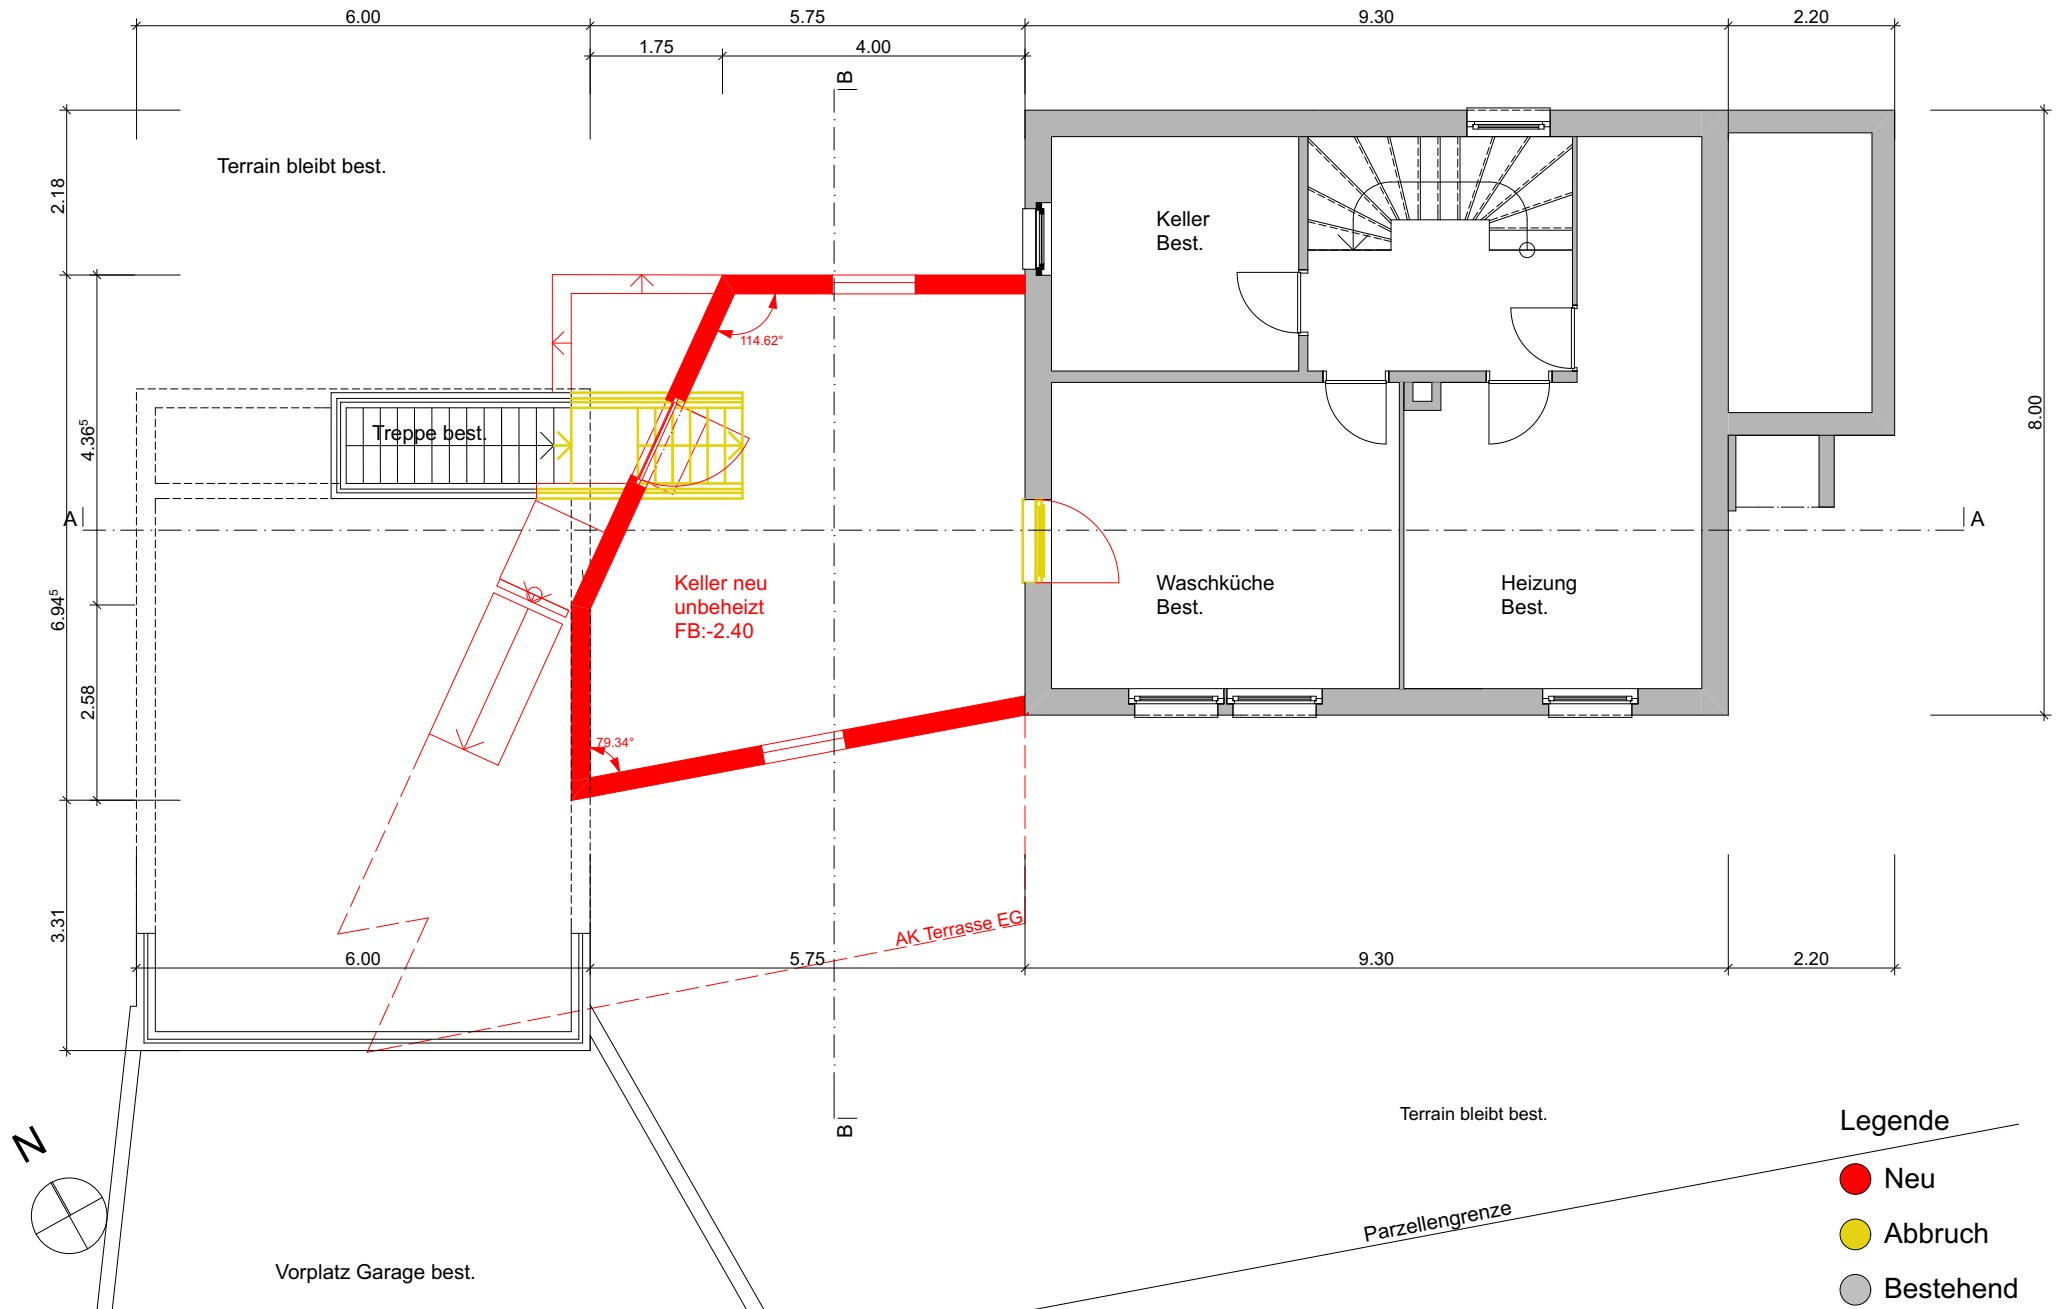 6.00 5.75 9.30 2.20
1.75 4.00
B
Terrain bleibt best.
2.18
Keller
Best.
114.62°
8.00
4.36⁵
Treppe best.
A A
Keller neu
unbeheizt
FB:-2.40
Waschküche
Best.
Heizung
Best.
6.94⁵
2.58
79.34°
3.31
AK Terrasse EG
6.00 5.75 9.30 2.20
B
Terrain bleibt best.
N
Parzellengrenze
Vorplatz Garage best.
Legende
Neu
Abbruch
Bestehend